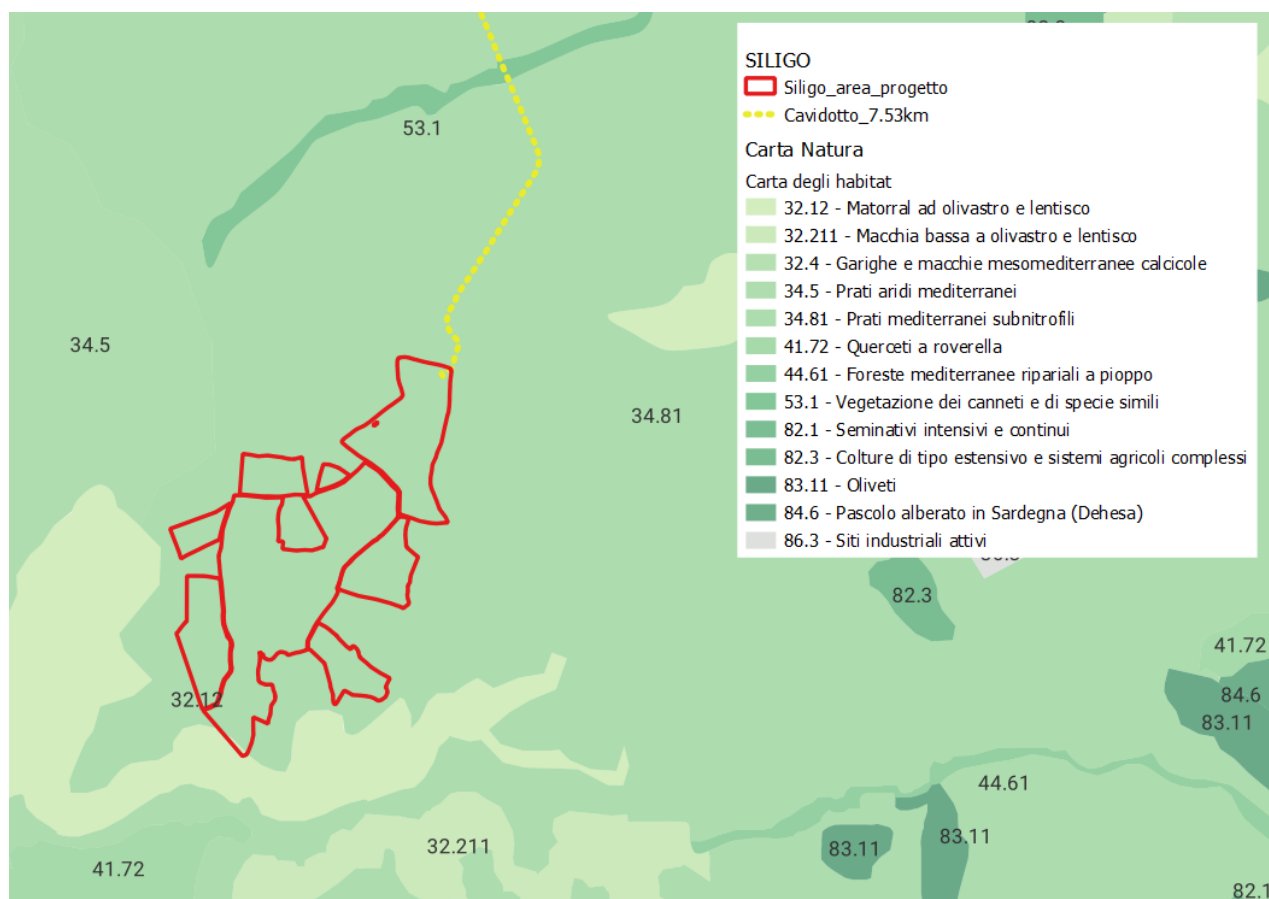 SILIGO
Siligo_area_progetto
Cavidotto_7.53km
Carta Natura
Carta degli habitat
32.12 - Matorral ad olivastro e lentisco
32.211 - Macchia bassa a olivastro e lentisco
32.4 - Garighe e macchie mesomediterranee calcicole
34.5 - Prati aridi mediterranei
34.81 - Prati mediterranei subnitrofili
41.72 - Querceti a roverella
44.61 - Foreste mediterranee ripariali a pioppo
53.1 - Vegetazione dei canneti e di specie simili
82.1 - Seminativi intensivi e continui
82.3 - Colture di tipo estensivo e sistemi agricoli complessi
83.11 - Oliveti
84.6 - Pascolo alberato in Sardegna (Dehesa)
86.3 - Siti industriali attivi
53.1
34.5
34.81
82.3
41.72
84.6
32.12
83.11
44.61
83.11
32.211
83.11
41.72
82.1